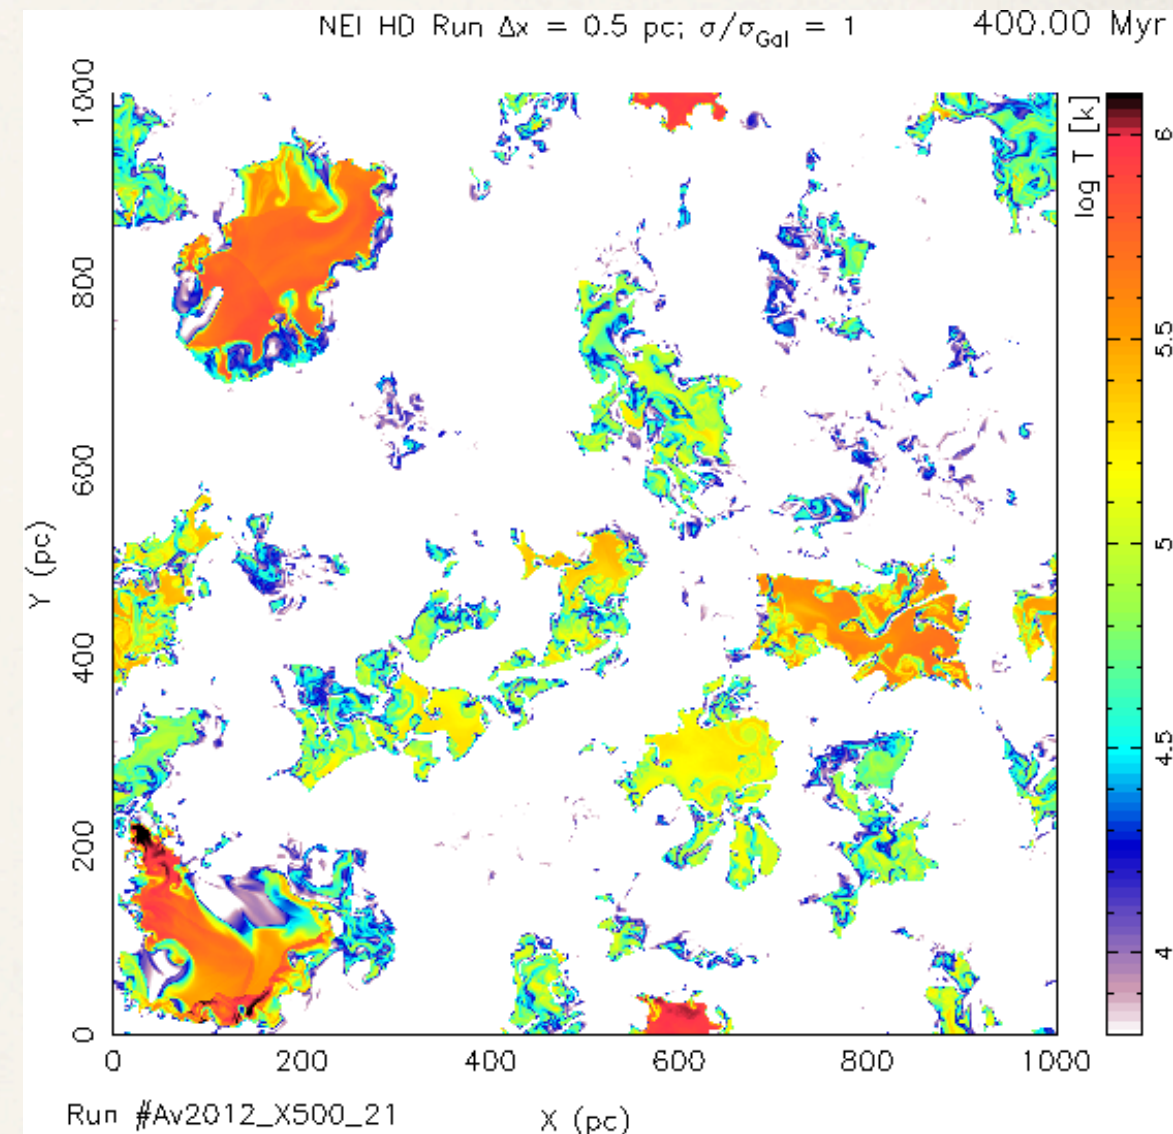 NEI HD Run Δx = 0.5 pc; σ/σ_Gal = 1
400.00 Myr
1000
800
600
400
200
0
Y (pc)
log T [k]
6
5.5
5
4.5
4
0 200 400 600 800 1000
Run #Av2012_X500_21
X (pc)